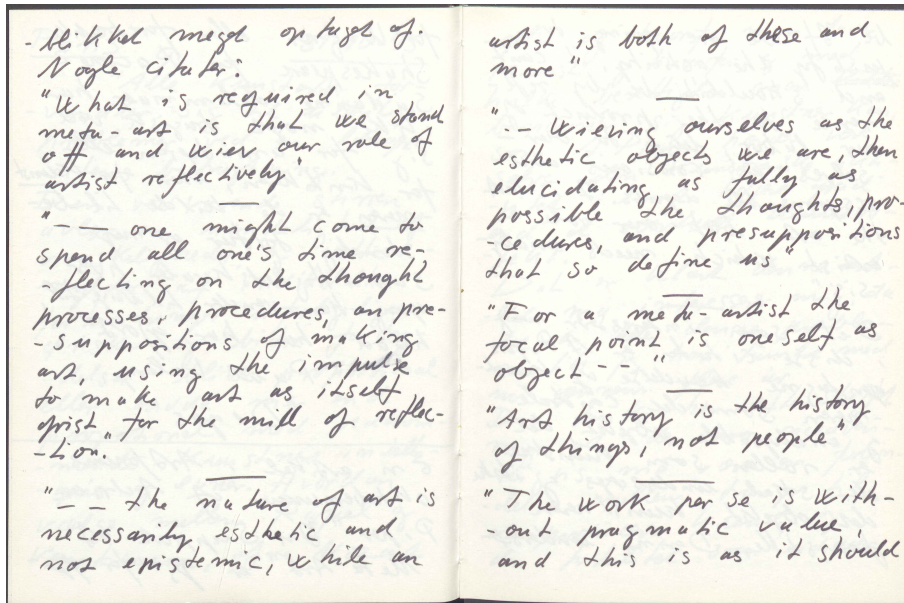 -blikket meget optaget af.
Nogle citater:
"What is required in
meta-art is that we stand
off and wiev our role of
artist reflectively"
"-- one might come to
spend all one's time re-
-flecting on the thought
processes, procedures, an pre-
-suppositions of making
art, using the impulse
to make art as itself
grist for the mill of reflec-
-tion."
"-- the nature of art is
necessarily esthetic and
not epistemic, while an
artist is both of these and
more"
"-- Wieving ourselves as the
esthetic objects we are, then
elucidating as fully as
possible the thoughts, pro-
-cedures, and presuppositions
that so define us"
"For a meta-artist the
focal point is oneself as
object --"
"Art history is the history
of things, not people"
"The work per se is with-
-out pragmatic value,
and this is as it should